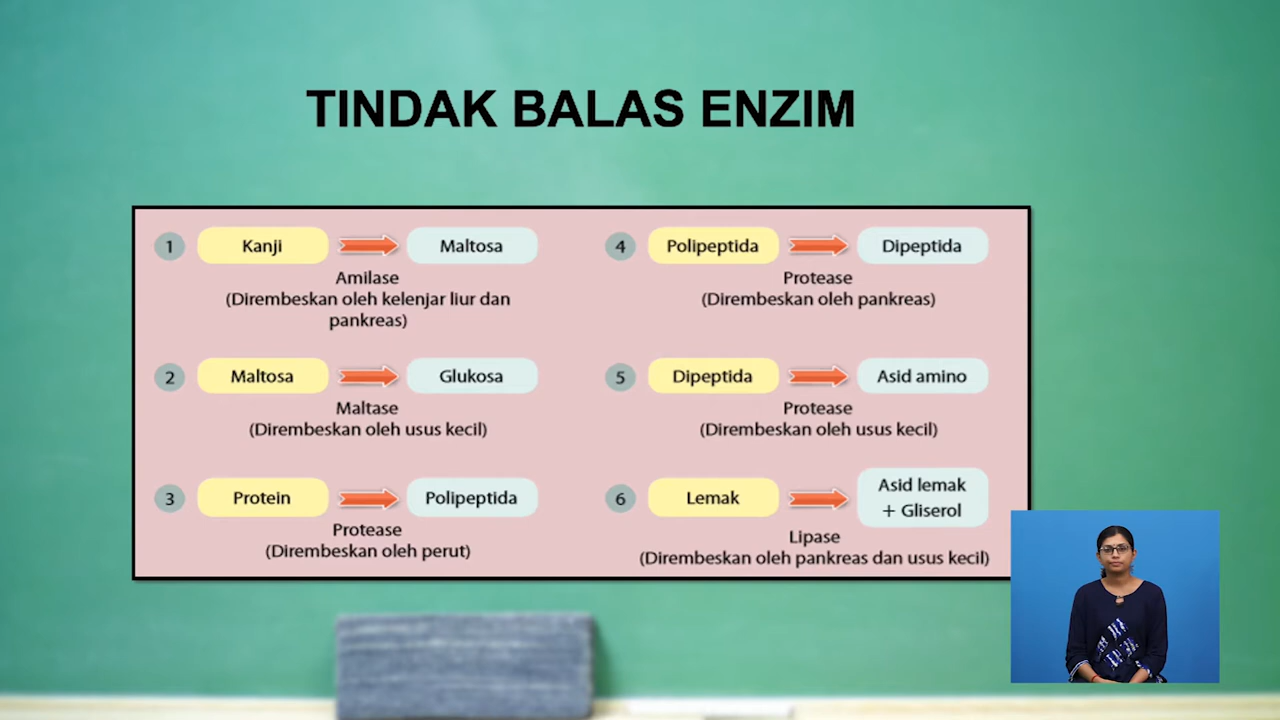 TINDAK BALAS ENZIM
1 Kanji Maltosa
Amilase
(Dirembeskan oleh kelenjar liur dan
pankreas)
2 Maltosa Glukosa
Maltase
(Dirembeskan oleh usus kecil)
3 Protein Polipeptida
Protease
(Dirembeskan oleh perut)
4 Polipeptida Dipeptida
Protease
(Dirembeskan oleh pankreas)
5 Dipeptida Asid amino
Protease
(Dirembeskan oleh usus kecil)
6 Lemak Asid lemak
+ Gliserol
Lipase
(Dirembeskan oleh pankreas dan usus kecil)